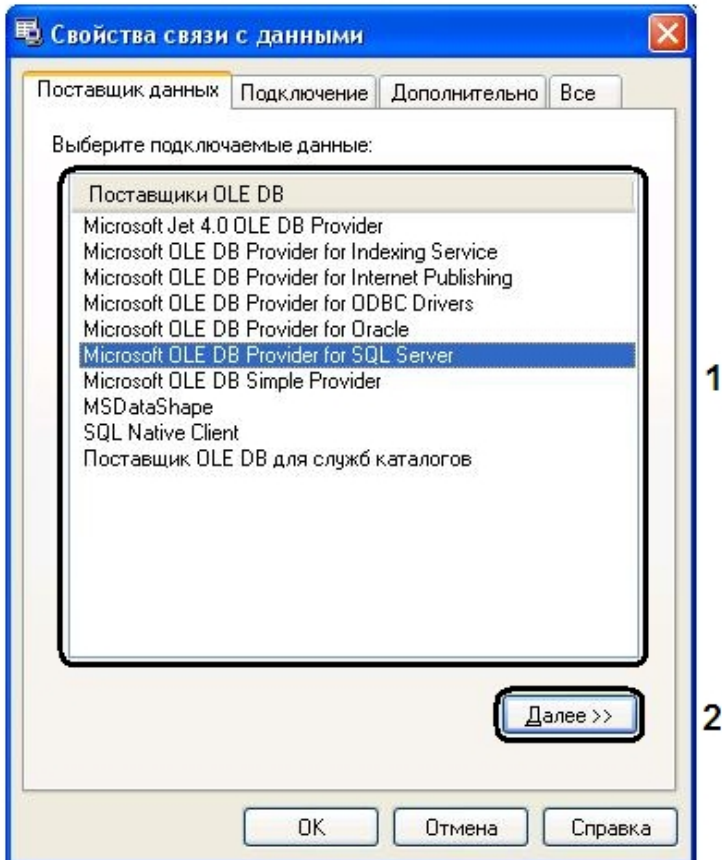 Свойства связи с данными
Поставщик данных Подключение Дополнительно Все
Выберите подключаемые данные:
Поставщики OLE DB
Microsoft Jet 4.0 OLE DB Provider
Microsoft OLE DB Provider for Indexing Service
Microsoft OLE DB Provider for Internet Publishing
Microsoft OLE DB Provider for ODBC Drivers
Microsoft OLE DB Provider for Oracle
Microsoft OLE DB Provider for SQL Server
Microsoft OLE DB Simple Provider
MSDataShape
SQL Native Client
Поставщик OLE DB для служб каталогов
1
Далее >>
2
OK Отмена Справка